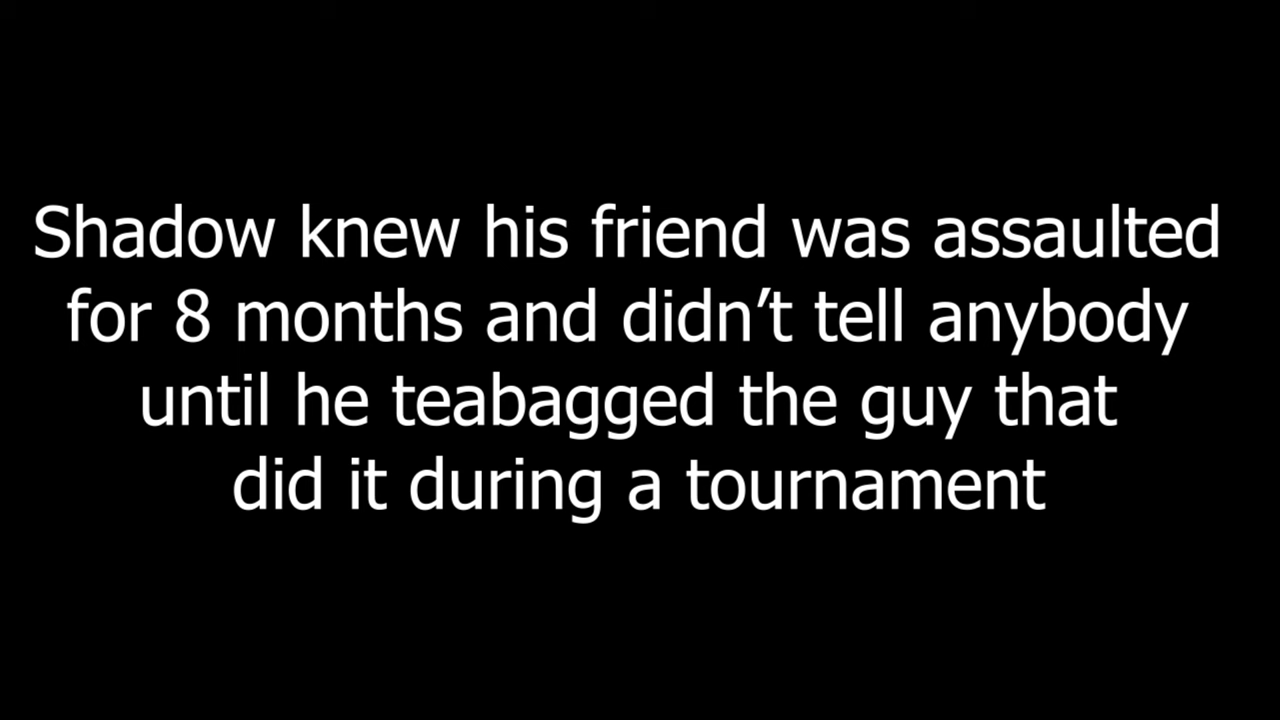 Shadow knew his friend was assaulted
for 8 months and didn’t tell anybody
until he teabagged the guy that
did it during a tournament